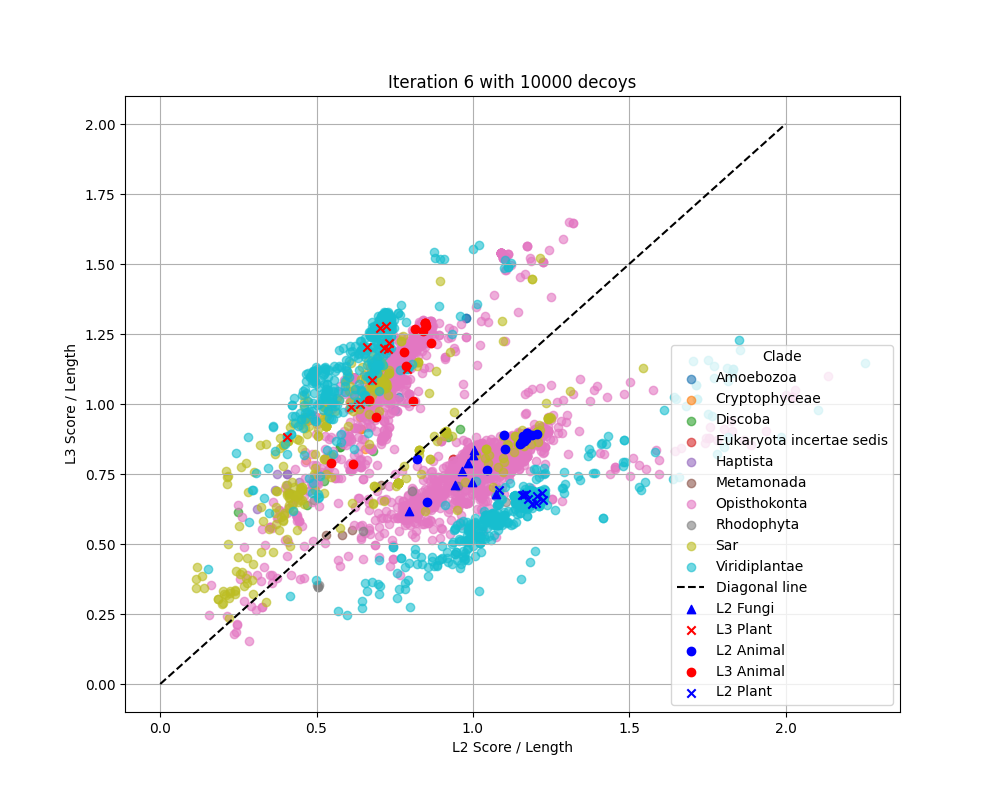 Iteration 6 with 10000 decoys
2.00
1.75
1.50
1.25
1.00
0.75
0.50
0.25
0.00
L3 Score / Length
0.0 0.5 1.0 1.5 2.0
L2 Score / Length
Clade
Amoebozoa
Cryptophyceae
Discoba
Eukaryota incertae sedis
Haptista
Metamonada
Opisthokonta
Rhodophyta
Sar
Viridiplantae
Diagonal line
L2 Fungi
L3 Plant
L2 Animal
L3 Animal
L2 Plant